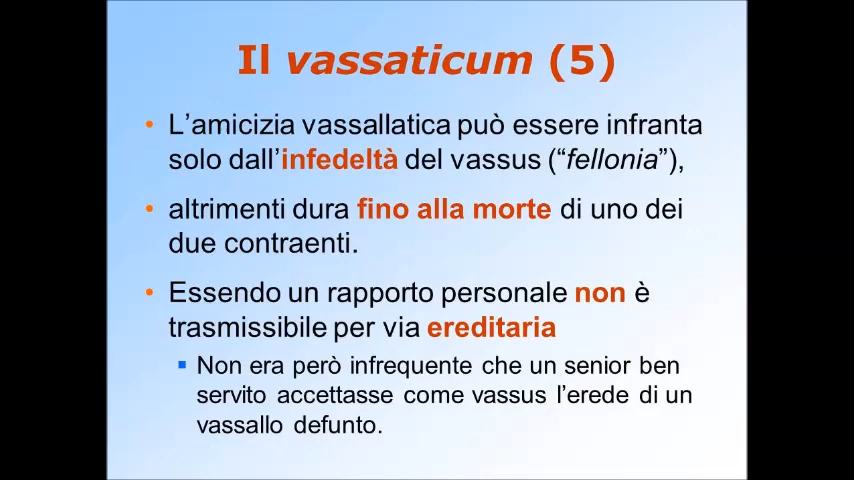 Il vassaticum (5)
• L'amicizia vassallatica può essere infranta
solo dall'infedeltà del vassus (“fellonia”),
• altrimenti dura fino alla morte di uno dei
due contraenti.
• Essendo un rapporto personale non è
trasmissibile per via ereditaria
▪ Non era però infrequente che un senior ben
servito accettasse come vassus l'erede di un
vassallo defunto.